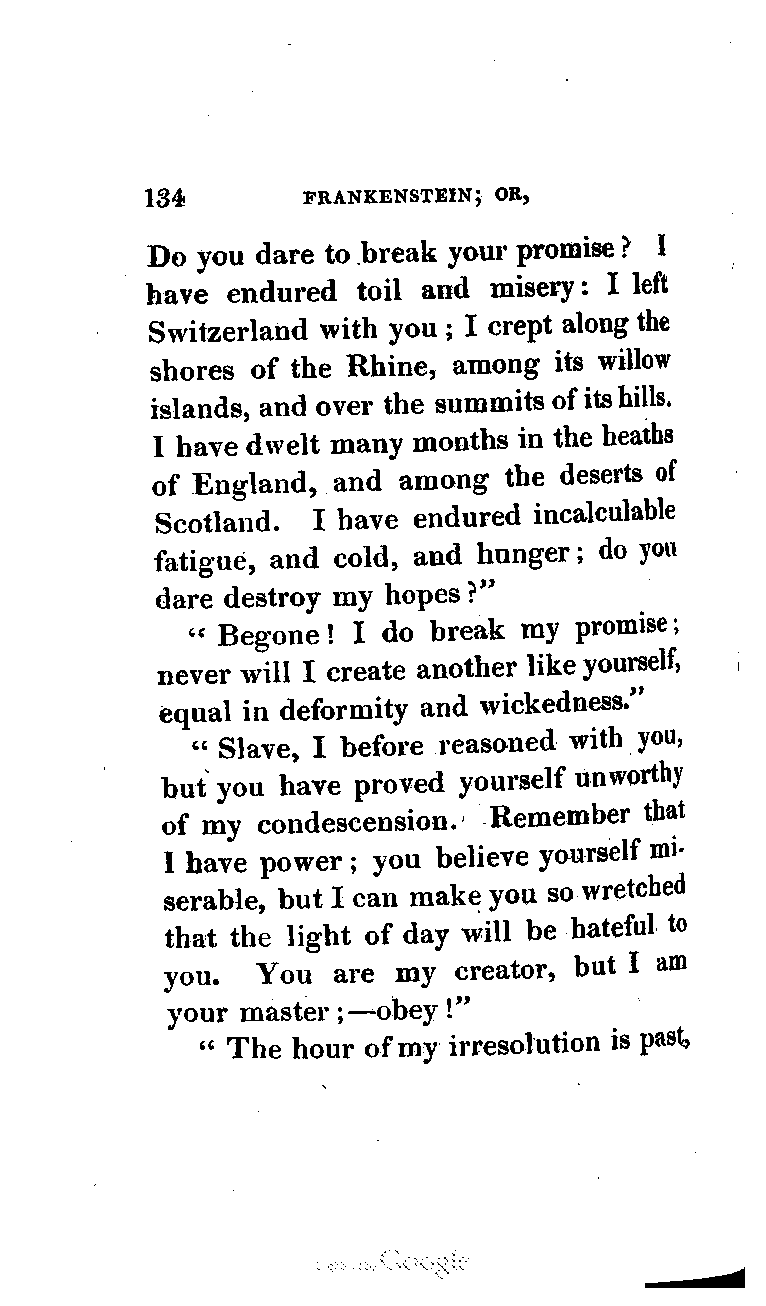 134 FRANKENSTEIN; OR,
Do you dare to break your promise? I
have endured toil and misery: I left
Switzerland with you; I crept along the
shores of the Rhine, among its willow
islands, and over the summits of its hills.
I have dwelt many months in the heaths
of England, and among the deserts of
Scotland. I have endured incalculable
fatigue, and cold, and hunger; do you
dare destroy my hopes?"
"Begone! I do break my promise;
never will I create another like yourself,
equal in deformity and wickedness."
"Slave, I before reasoned with you,
but you have proved yourself unworthy
of my condescension. Remember that
I have power; you believe yourself mi-
serable, but I can make you so wretched
that the light of day will be hateful to
you. You are my creator, but I am
your master;—obey!"
"The hour of my irresolution is past,
Google